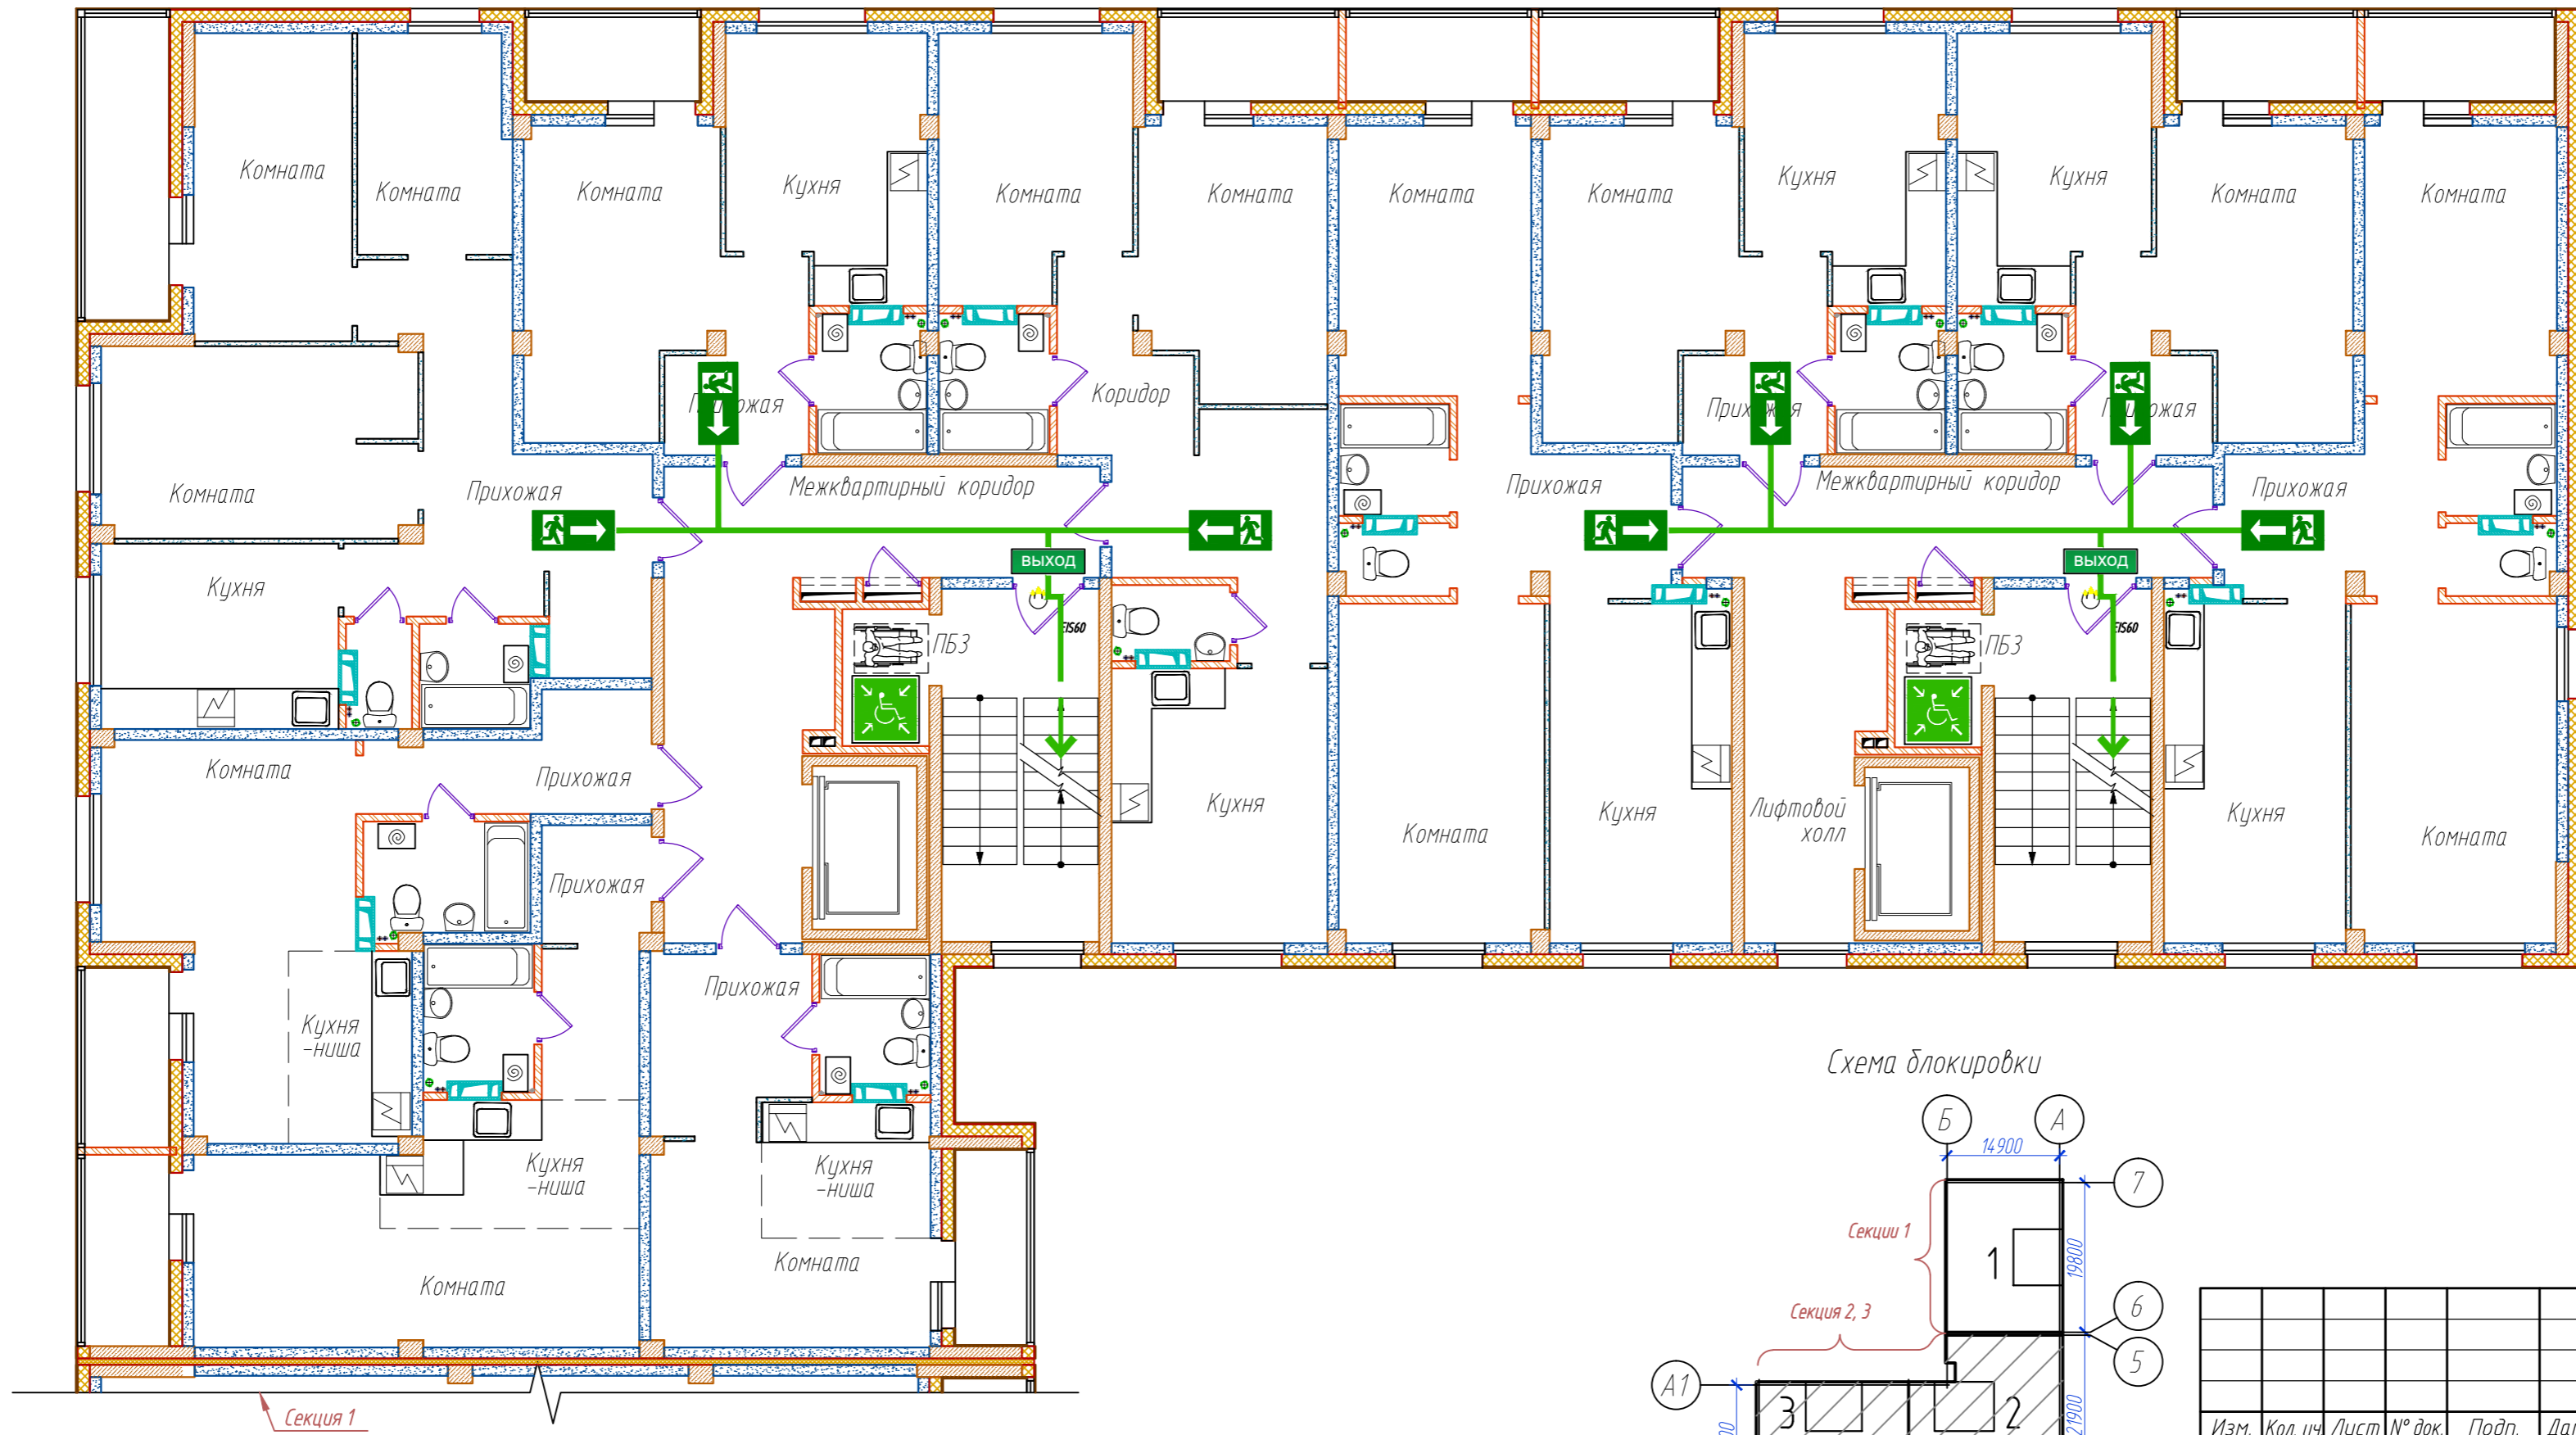 Комната
Комната
Комната
Кухня
Комната
Комната
Комната
Комната
Кухня
Кухня
Комната
Комната
Прихожая
Коридор
Прихожая
Прихожая
Комната
Прихожая
Межквартирный коридор
Прихожая
Межквартирный коридор
Прихожая
ВЫХОД
ВЫХОД
Кухня
EIS60
EIS60
ПБЗ
ПБЗ
Комната
Прихожая
Кухня
Комната
Кухня
Лифтовой
холл
Кухня
Комната
Прихожая
Прихожая
Кухня
-ниша
Кухня
-ниша
Кухня
-ниша
Комната
Комната
Секция 1
Схема блокировки
Б
А
14900
7
Секции 1
1
19800
6
Секция 2, 3
5
А1
3
2
21900
Изм.
Кол. уч
Лист
№ док.
Подп.